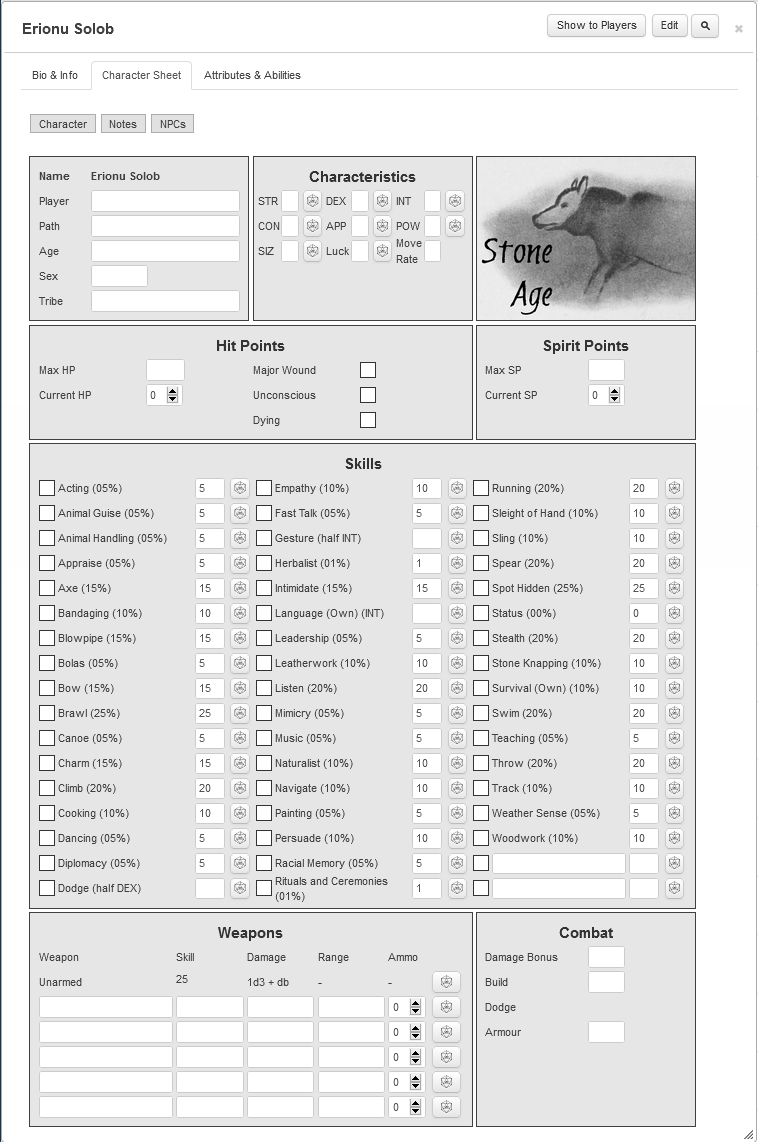 Erionu Solob
Show to Players Edit
Bio & Info Character Sheet Attributes & Abilities
Character Notes NPCs
Name Erionu Solob
Player
Path
Age
Sex
Tribe
Characteristics
STR DEX INT
CON APP POW
SIZ Luck Move Rate
Stone
Age
Hit Points
Max HP Major Wound
Current HP 0 Unconscious
Dying
Spirit Points
Max SP
Current SP 0
Skills
Acting (05%) 5 Empathy (10%) 10 Running (20%) 20
Animal Guise (05%) 5 Fast Talk (05%) 5 Sleight of Hand (10%) 10
Animal Handling (05%) 5 Gesture (half INT) Sling (10%) 10
Appraise (05%) 5 Herbalist (01%) 1 Spear (20%) 20
Axe (15%) 15 Intimidate (15%) 15 Spot Hidden (25%) 25
Bandaging (10%) 10 Language (Own) (INT) Status (00%) 0
Blowpipe (15%) 15 Leadership (05%) 5 Stealth (20%) 20
Bolas (05%) 5 Leatherwork (10%) 10 Stone Knapping (10%) 10
Bow (15%) 15 Listen (20%) 20 Survival (Own) (10%) 10
Brawl (25%) 25 Mimicry (05%) 5 Swim (20%) 20
Canoe (05%) 5 Music (05%) 5 Teaching (05%) 5
Charm (15%) 15 Naturalist (10%) 10 Throw (20%) 20
Climb (20%) 20 Navigate (10%) 10 Track (10%) 10
Cooking (10%) 10 Painting (05%) 5 Weather Sense (05%) 5
Dancing (05%) 5 Persuade (10%) 10 Woodwork (10%) 10
Diplomacy (05%) 5 Racial Memory (05%) 5
Dodge (half DEX) Rituals and Ceremonies (01%) 1
Weapons
Weapon Skill Damage Range Ammo
Unarmed 25 1d3 + db - -
0
0
0
0
0
Combat
Damage Bonus
Build
Dodge
Armour